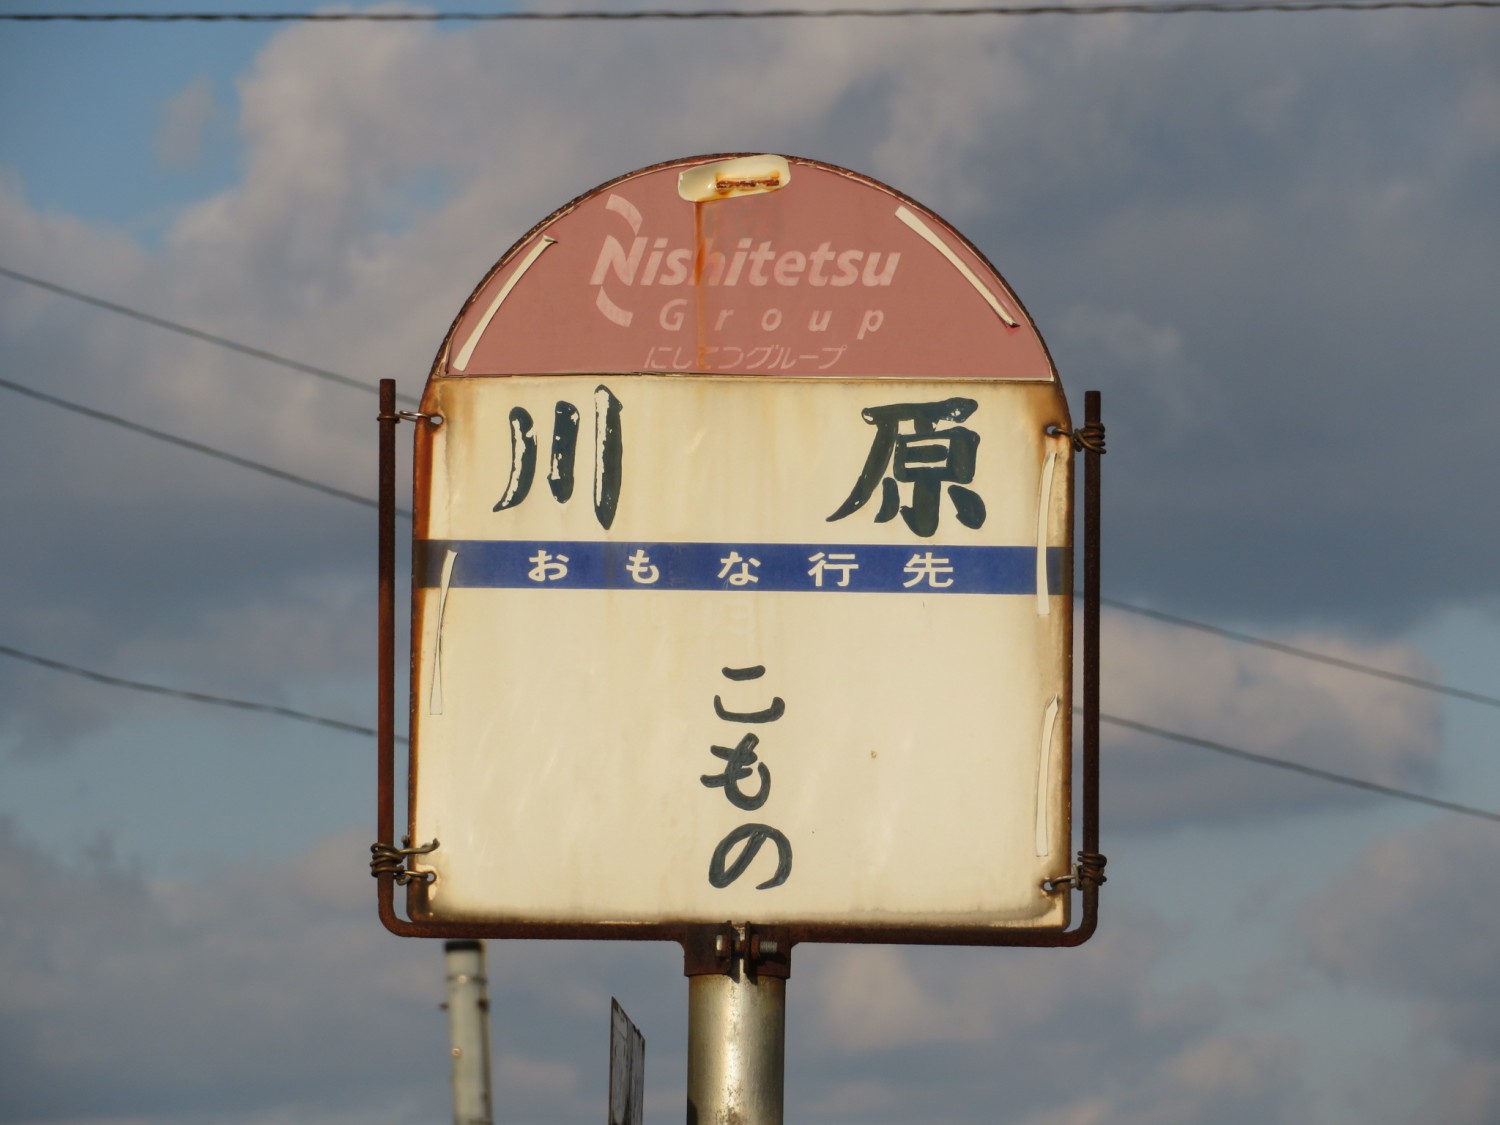 Nishitetsu
Group
にしてつグループ
川原
おもな行先
こもの